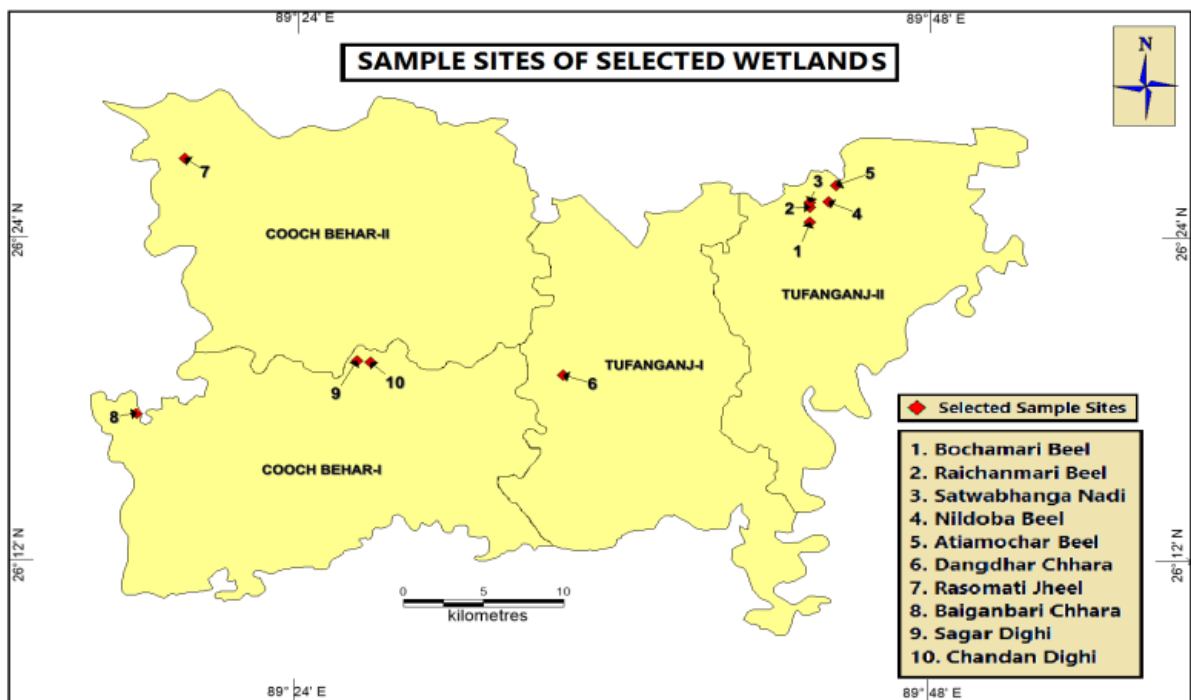 89° 24' E
89° 48' E
SAMPLE SITES OF SELECTED WETLANDS
N
7
3
5
2
4
1
26° 24' N
26° 24' N
COOCH BEHAR-II
TUFANGANJ-II
9
10
TUFANGANJ-I
6
8
COOCH BEHAR-I
Selected Sample Sites
1. Bochamari Beel
2. Raichanmari Beel
3. Satwabhanga Nadi
4. Nildoba Beel
5. Atiamochar Beel
6. Dangdhar Chhara
7. Rasomati Jheel
8. Baiganbari Chhara
9. Sagar Dighi
10. Chandan Dighi
26° 12' N
26° 12' N
0 5 10
kilometres
89° 24' E
89° 48' E